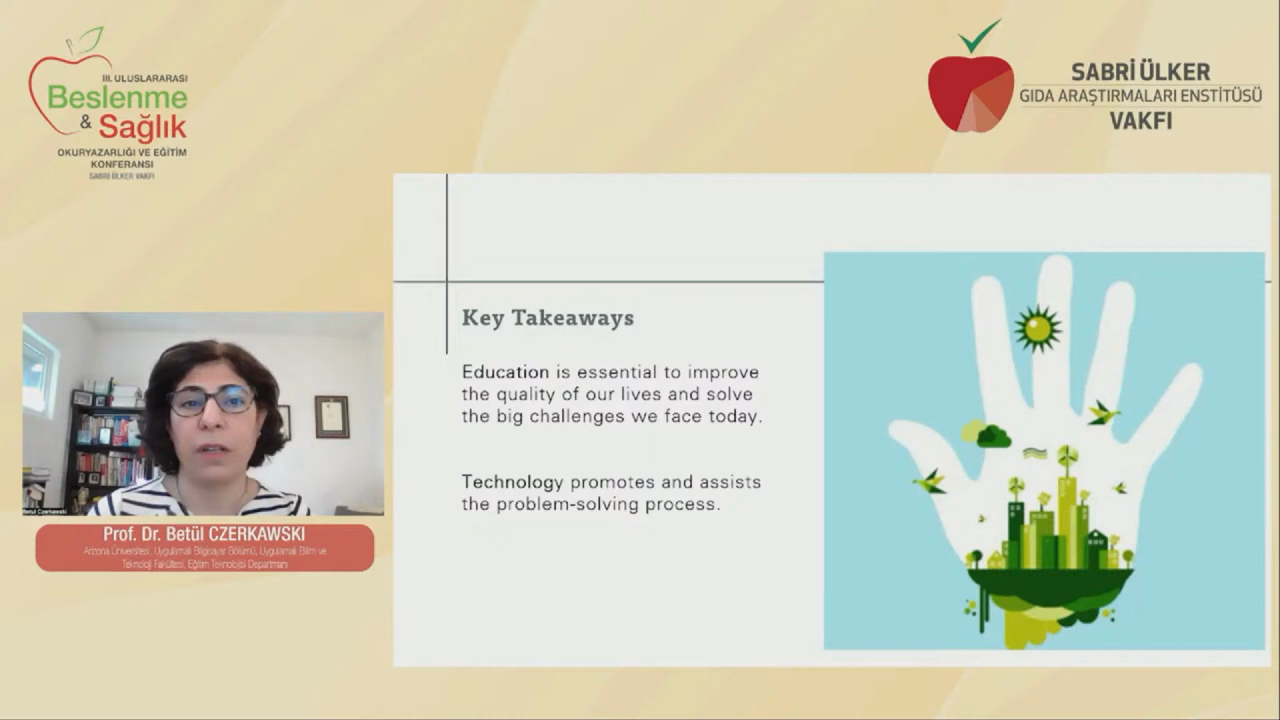 III. ULUSLARARASI
Beslenme
& Sağlık
OKURYAZARLIĞI VE EĞİTİM
KONFERANSI
SABRİ ÜLKER VAKFI
SABRİ ÜLKER
GIDA ARAŞTIRMALARI ENSTİTÜSÜ
VAKFI
Key Takeaways
Education is essential to improve
the quality of our lives and solve
the big challenges we face today.
Technology promotes and assists
the problem-solving process.
Betül Czerkawski
Prof. Dr. Betül CZERKAWSKI
Arizona Üniversitesi, Uygulamalı Bilgisayar Bölümü, Uygulamalı Bilim ve
Teknoloji Fakültesi, Eğitim Teknolojisi Departmanı